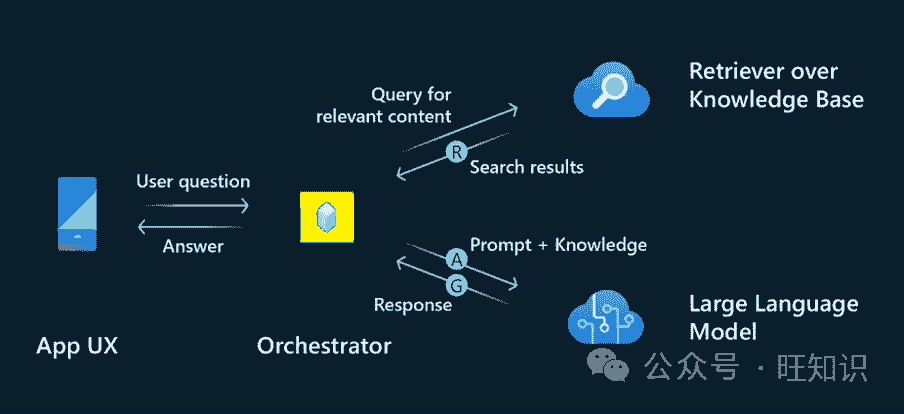 Query for
relevant content
R
Search results
Retriever over
Knowledge Base
User question
Answer
Prompt + Knowledge
A
G
Response
App UX
Orchestrator
Large Language
Model
公众号 · 旺知识